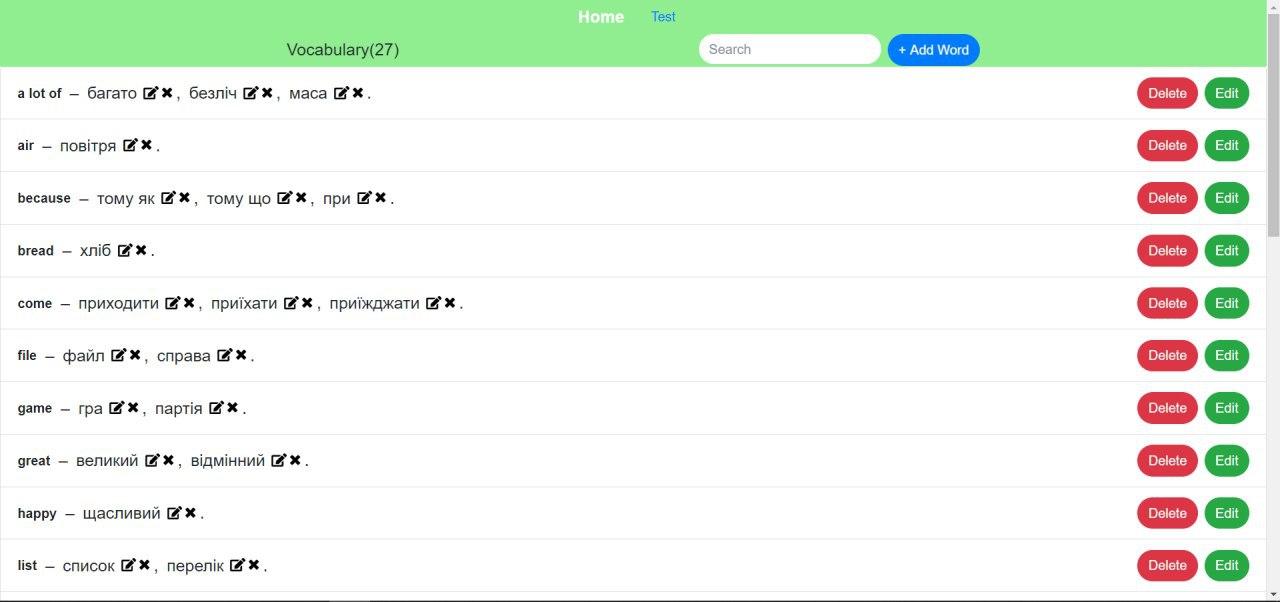 Home Test
Vocabulary(27) Search + Add Word
a lot of – багато , безліч , маса . Delete Edit
air – повітря . Delete Edit
because – тому як , тому що , при . Delete Edit
bread – хліб . Delete Edit
come – приходити , приїхати , приїжджати . Delete Edit
file – файл , справа . Delete Edit
game – гра , партія . Delete Edit
great – великий , відмінний . Delete Edit
happy – щасливий . Delete Edit
list – список , перелік . Delete Edit